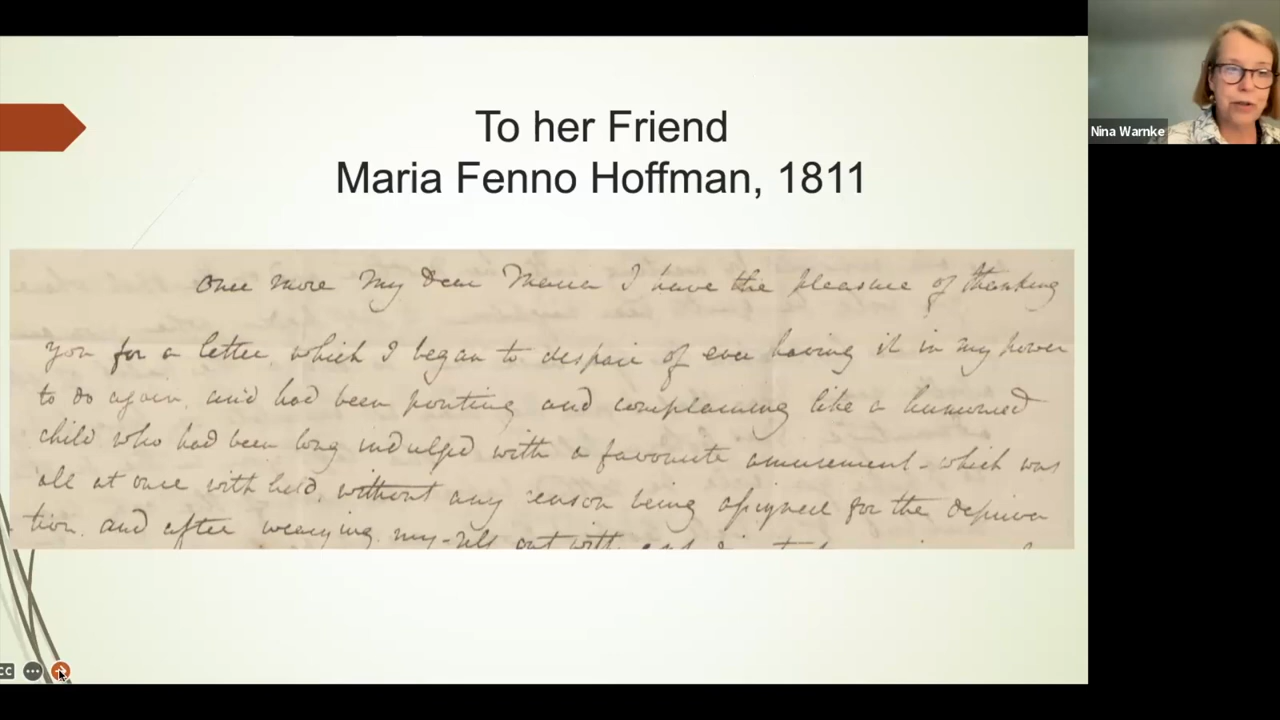 To her Friend
Maria Fenno Hoffman, 1811
Nina Warnke
Once more My Dear Maria I have the pleasure of thanking
you for a letter, which I began to despair of ever having it in my power
to do again, and had been pouting and complaining like a humoured
child who had been long indulged with a favourite amusement - which was
all at once with held, without any reason being assigned for the depriva
tion, and after wearying my-self out with
CC